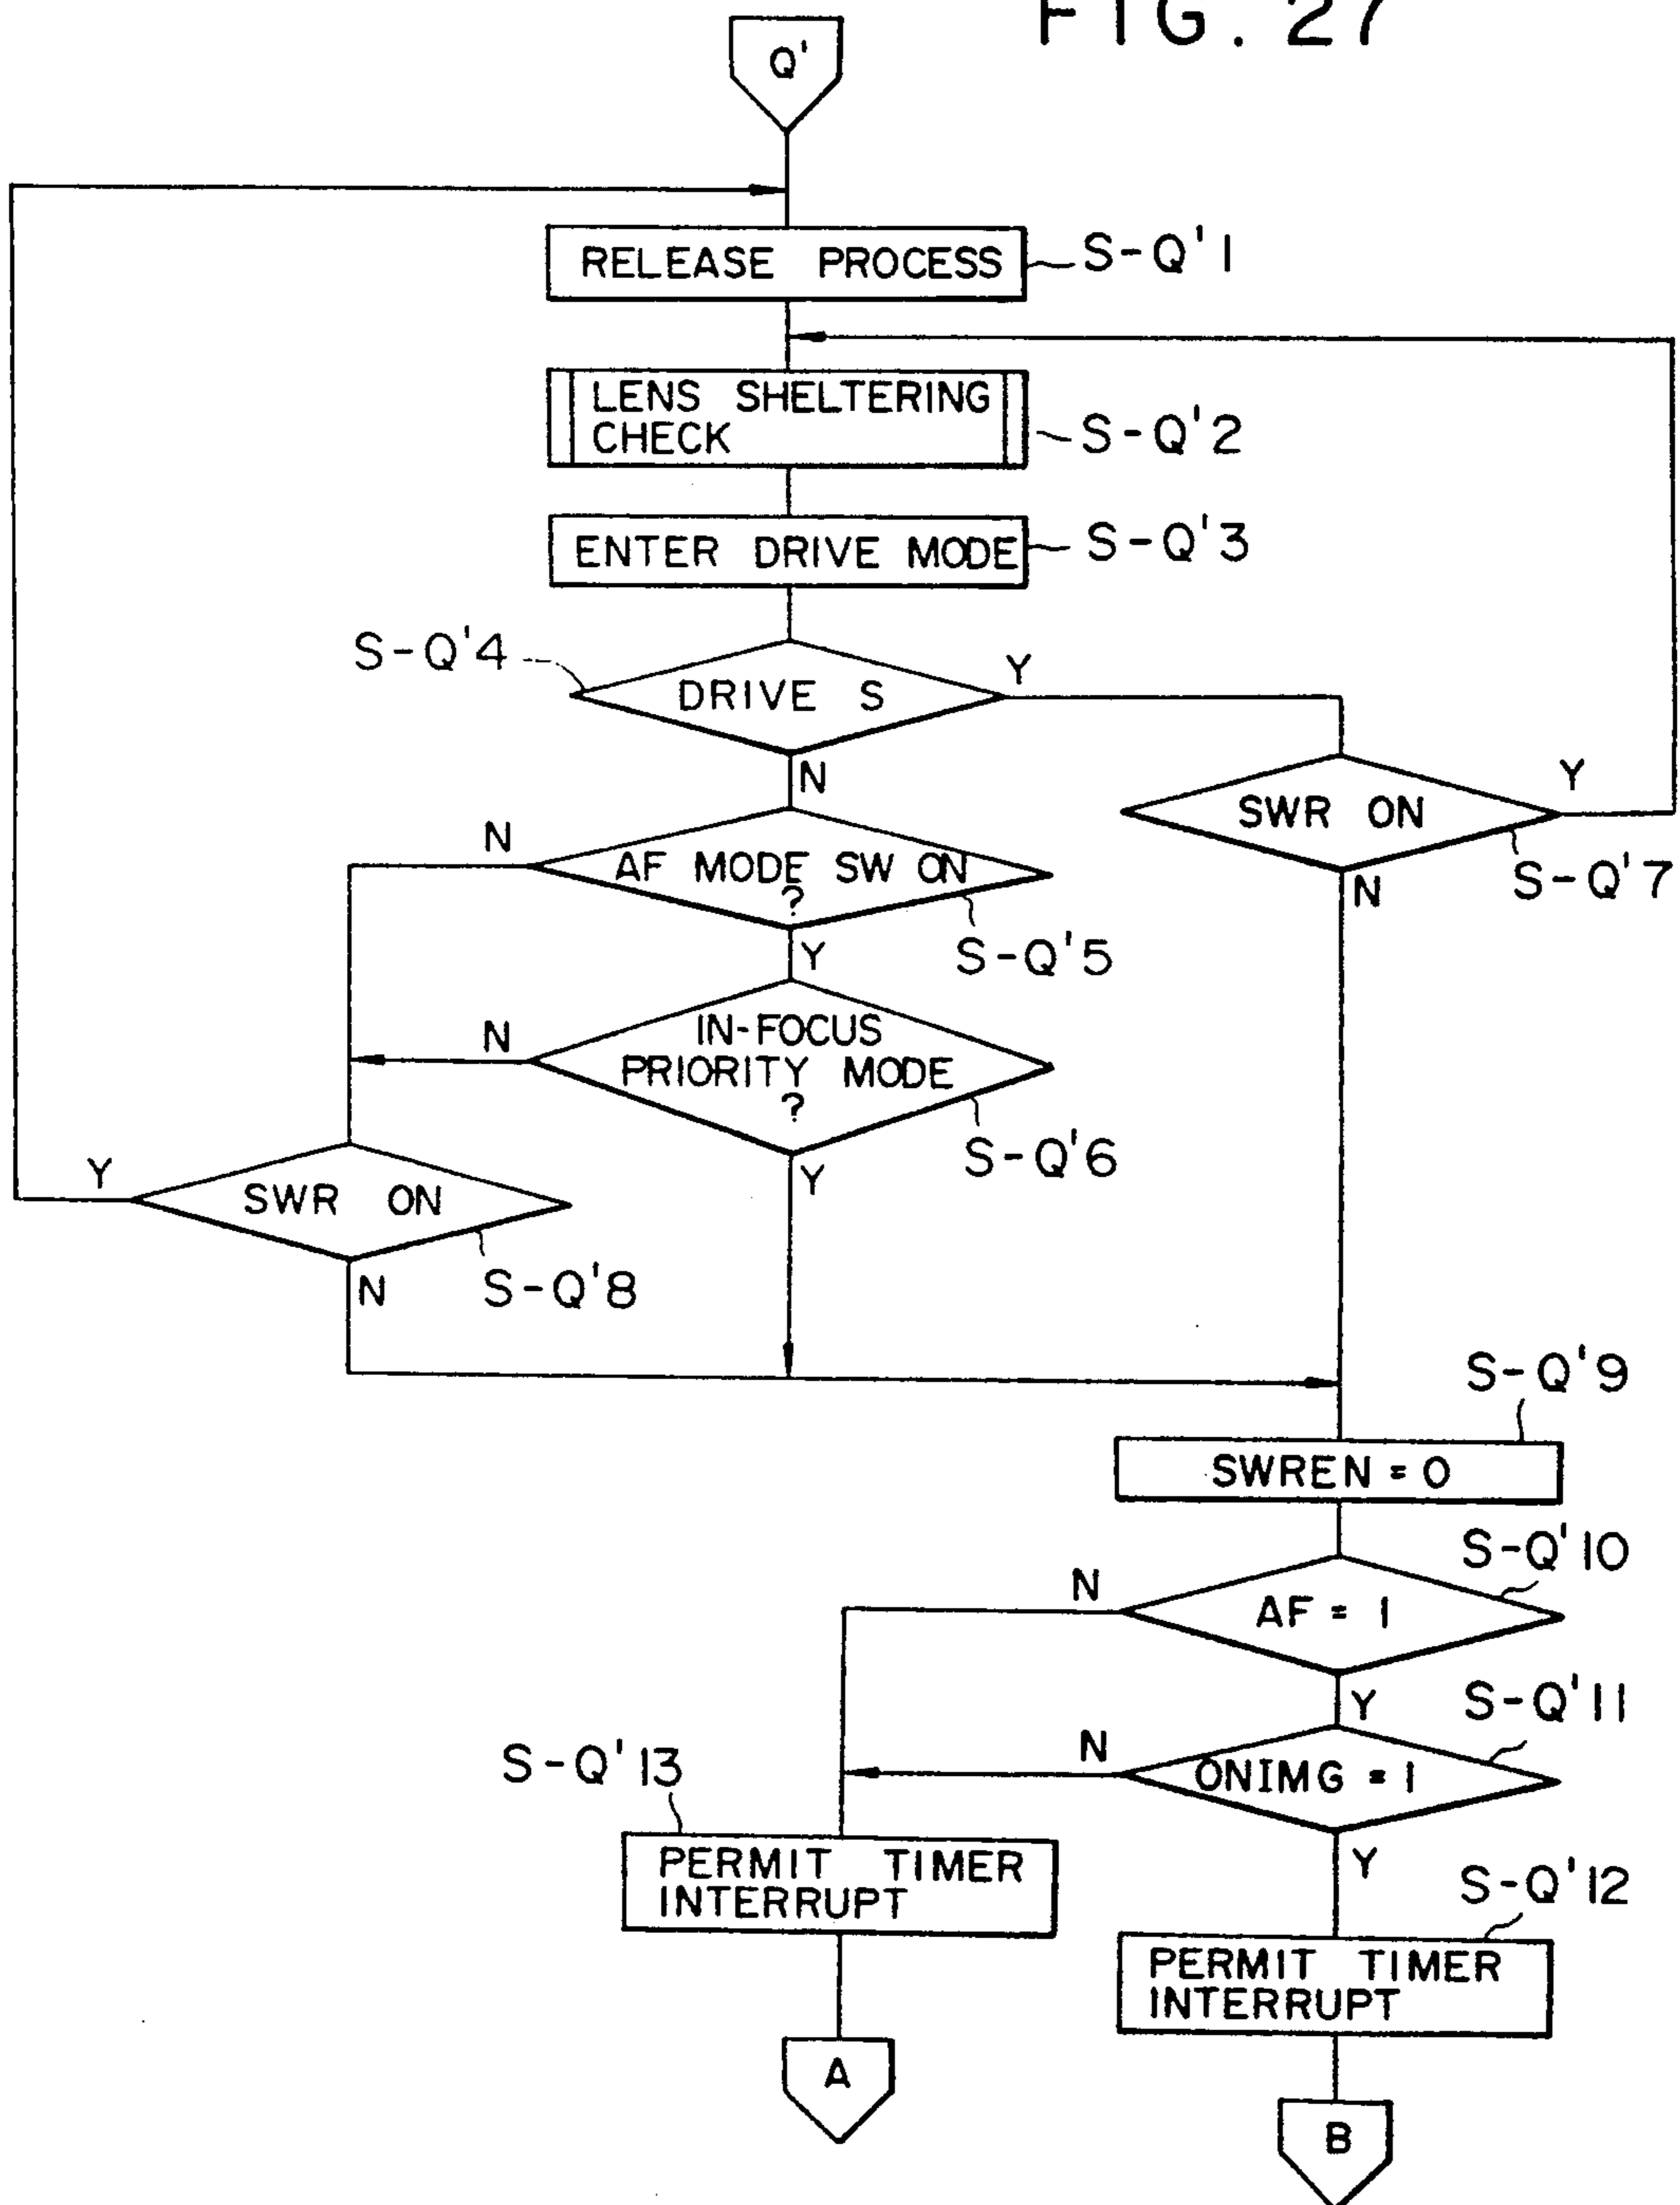 FIG. 27
Q'
RELEASE PROCESS
S-Q'1
LENS SHELTERING
CHECK
S-Q'2
ENTER DRIVE MODE
S-Q'3
S-Q'4
DRIVE S
Y
N
SWR ON
Y
S-Q'7
N
N
AF MODE SW ON
?
S-Q'5
Y
N
IN-FOCUS
PRIORITY MODE
?
S-Q'6
Y
Y
SWR ON
S-Q'8
N
S-Q'9
SWREN = 0
S-Q'10
N
AF = 1
Y
S-Q'11
N
ONIMG = 1
Y
S-Q'13
PERMIT TIMER
INTERRUPT
S-Q'12
PERMIT TIMER
INTERRUPT
A
B